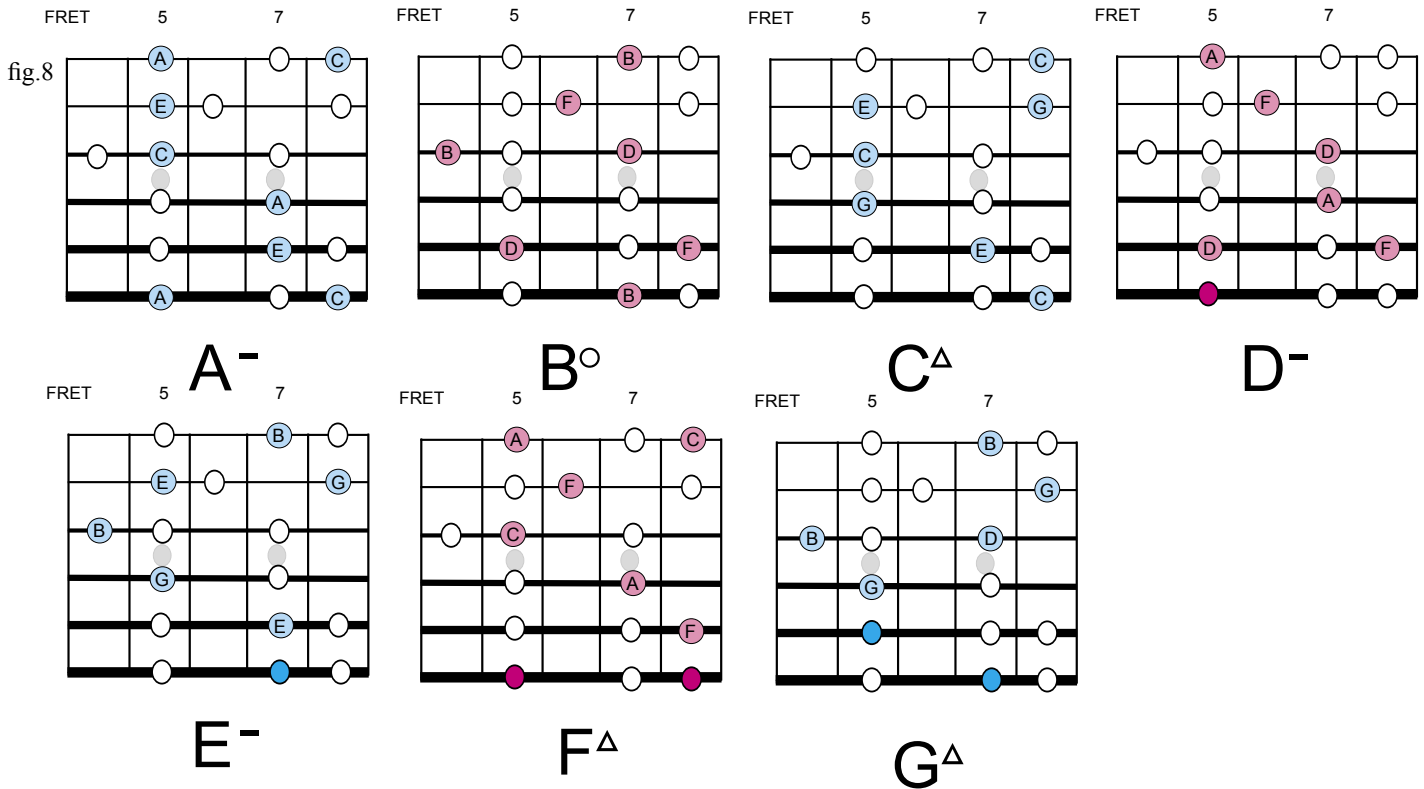 FRET 5 7 FRET 5 7 FRET 5 7 FRET 5 7
fig.8
A C B C A
E F E G F
C B D C D
A G A
E D F E D F
A C B C
A– B○ C△ D–
FRET 5 7 FRET 5 7 FRET 5 7
B A C B
E G F G
B C B D
G A G
E F
E– F△ G△